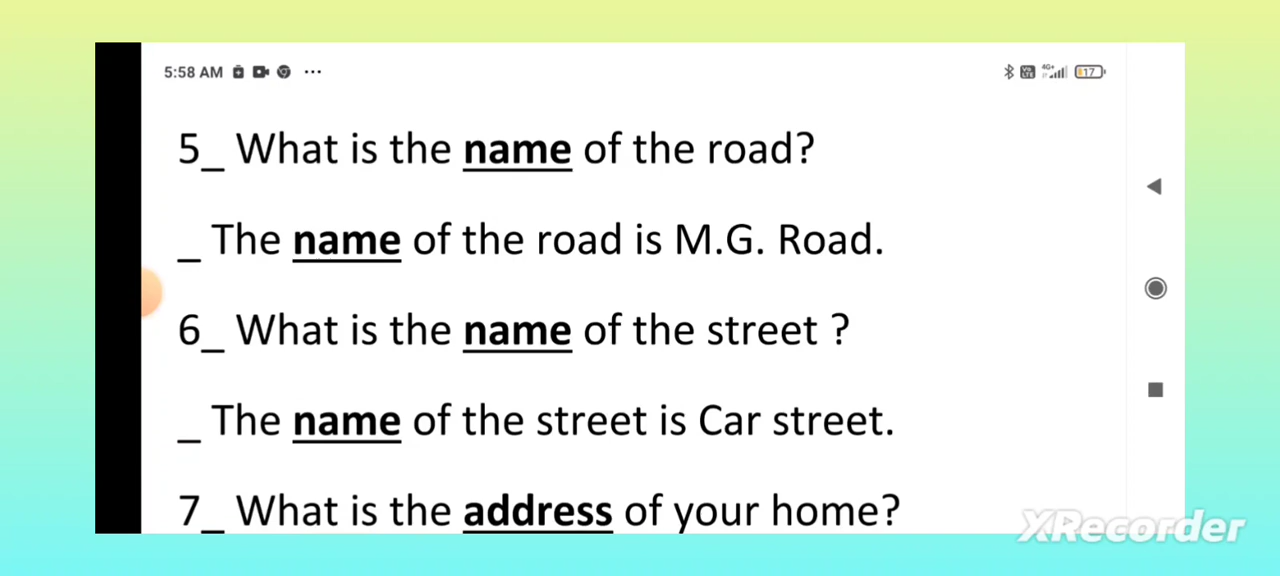 5:58 AM ... 4G+ 17
5_ What is the name of the road?
_ The name of the road is M.G. Road.
6_ What is the name of the street ?
_ The name of the street is Car street.
7_ What is the address of your home?
XRecorder